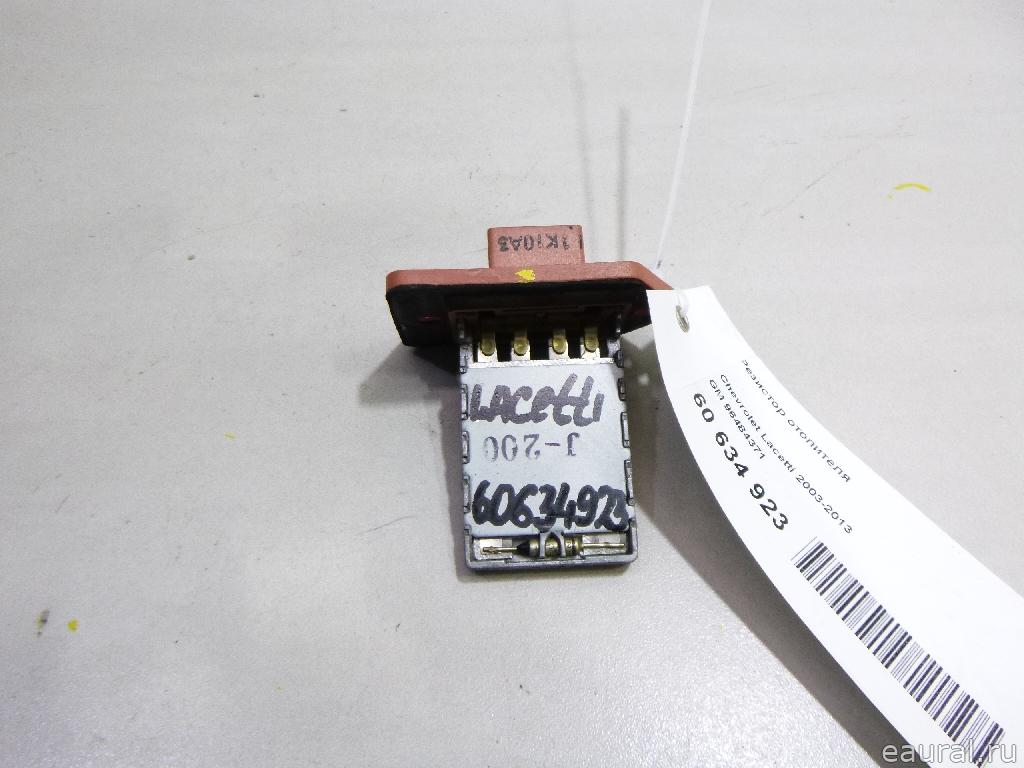 1K10A3
LACetti
J-200
60634923
Резистор отопителя
Chevrolet Lacetti 2003-2013
GM 96484371
60 634 923
eaural.ru